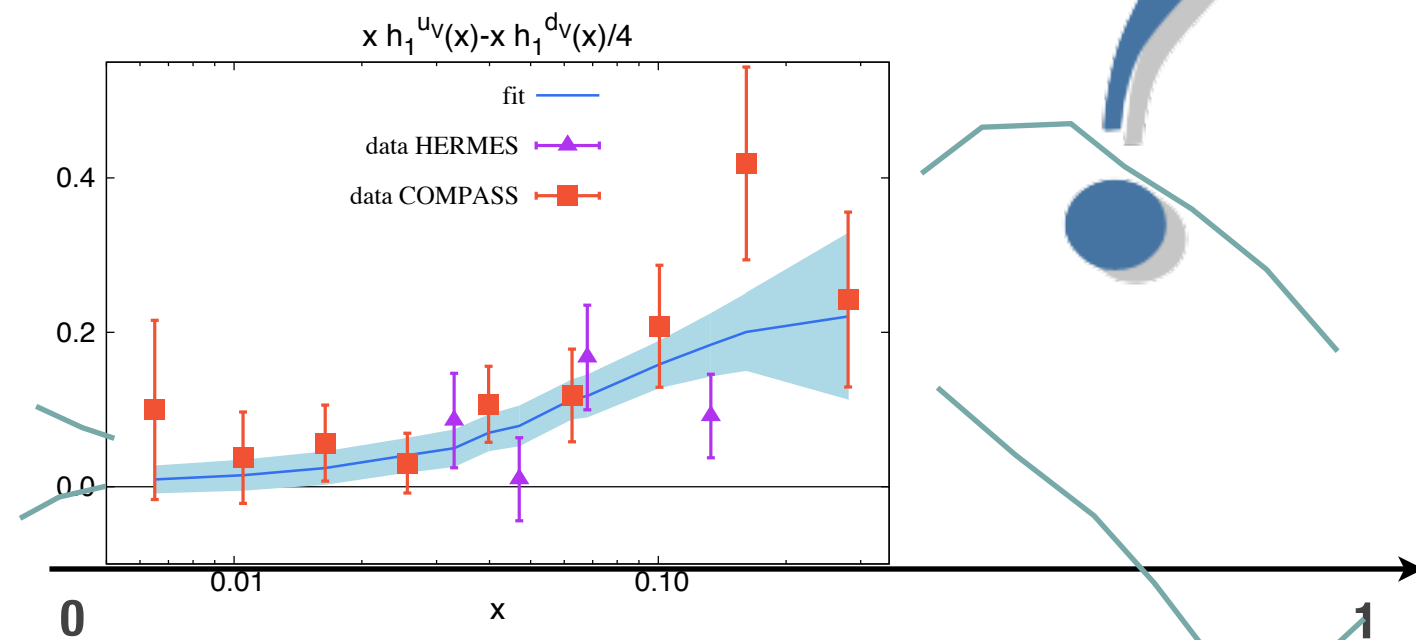 x h₁ᵘⱽ(x)-x h₁ᵈⱽ(x)/4
fit
data HERMES
data COMPASS
0.4
0.2
0.0
0.01 0.10
x
0 1